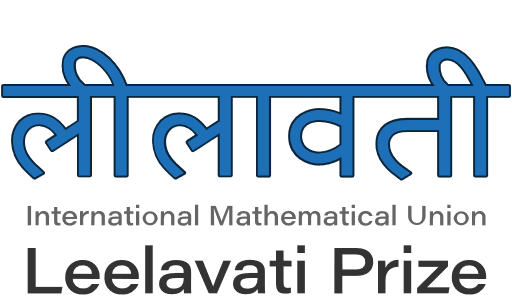 लीलावती
International Mathematical Union
Leelavati Prize